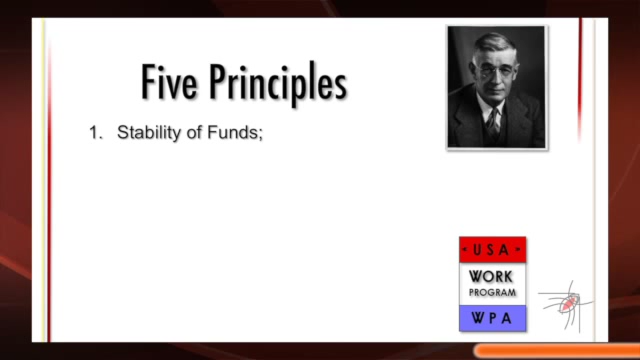 Five Principles
1. Stability of Funds;
USA
WORK
PROGRAM
WPA